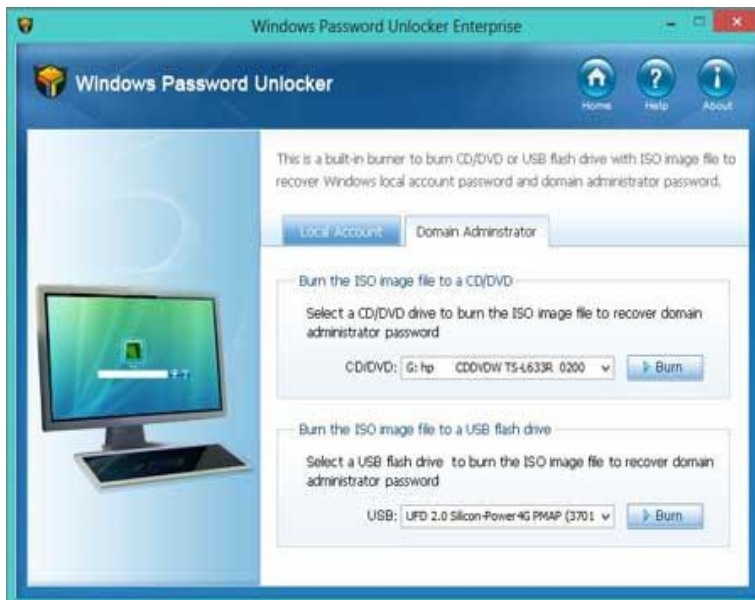 Windows Password Unlocker Enterprise
Windows Password Unlocker
Home
Help
About
This is a built-in burner to burn CD/DVD or USB flash drive with ISO image file to
recover Windows local account password and domain administrator password.
Local Account
Domain Adminstrator
Burn the ISO image file to a CD/DVD
Select a CD/DVD drive to burn the ISO image file to recover domain
administrator password
CD/DVD: G: hp CDDVDW TS-L633R 0200
Burn
Burn the ISO image file to a USB flash drive
Select a USB flash drive to burn the ISO image file to recover domain
administrator password
USB: UFD 2.0 Silicon-Power4G PMAP (3701
Burn